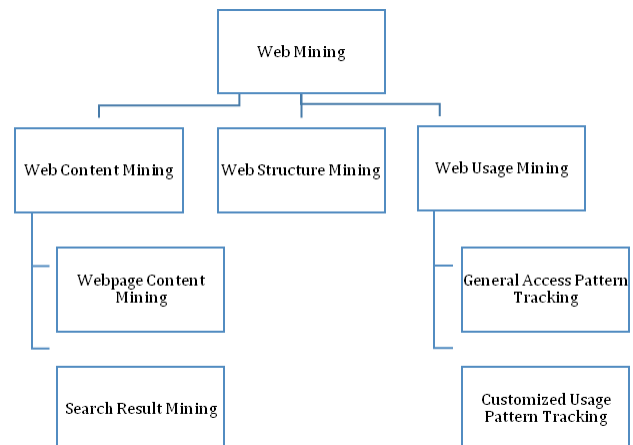 Web Mining
Web Content Mining
Web Structure Mining
Web Usage Mining
Webpage Content
Mining
General Access Pattern
Tracking
Search Result Mining
Customized Usage
Pattern Tracking